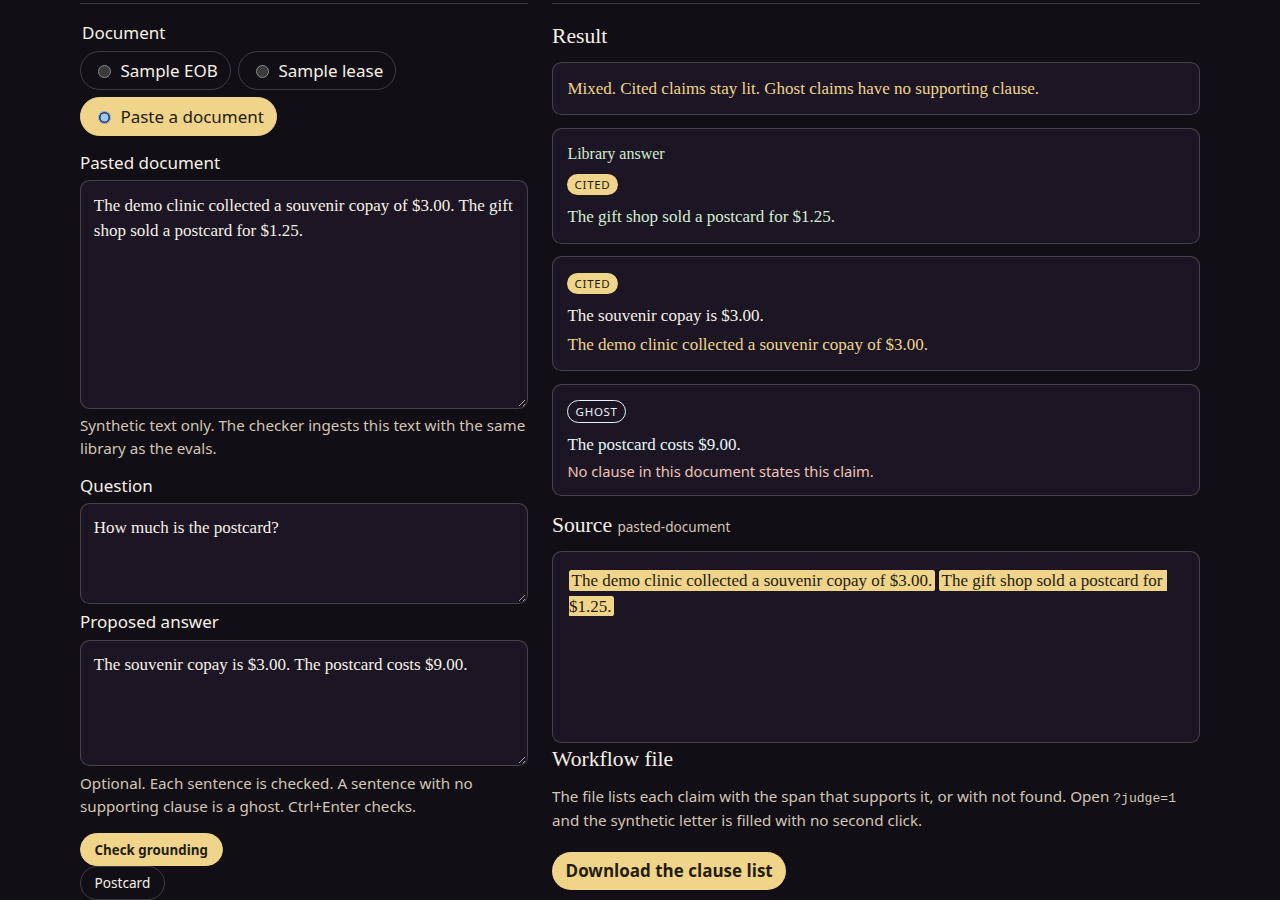 Document
Sample EOB
Sample lease
Paste a document
Pasted document
The demo clinic collected a souvenir copay of $3.00. The gift
shop sold a postcard for $1.25.
Synthetic text only. The checker ingests this text with the same
library as the evals.
Question
How much is the postcard?
Proposed answer
The souvenir copay is $3.00. The postcard costs $9.00.
Optional. Each sentence is checked. A sentence with no
supporting clause is a ghost. Ctrl+Enter checks.
Check grounding
Postcard
Result
Mixed. Cited claims stay lit. Ghost claims have no supporting clause.
Library answer
CITED
The gift shop sold a postcard for $1.25.
CITED
The souvenir copay is $3.00.
The demo clinic collected a souvenir copay of $3.00.
GHOST
The postcard costs $9.00.
No clause in this document states this claim.
Source pasted-document
The demo clinic collected a souvenir copay of $3.00. The gift shop sold a postcard for
$1.25.
Workflow file
The file lists each claim with the span that supports it, or with not found. Open ?judge=1
and the synthetic letter is filled with no second click.
Download the clause list